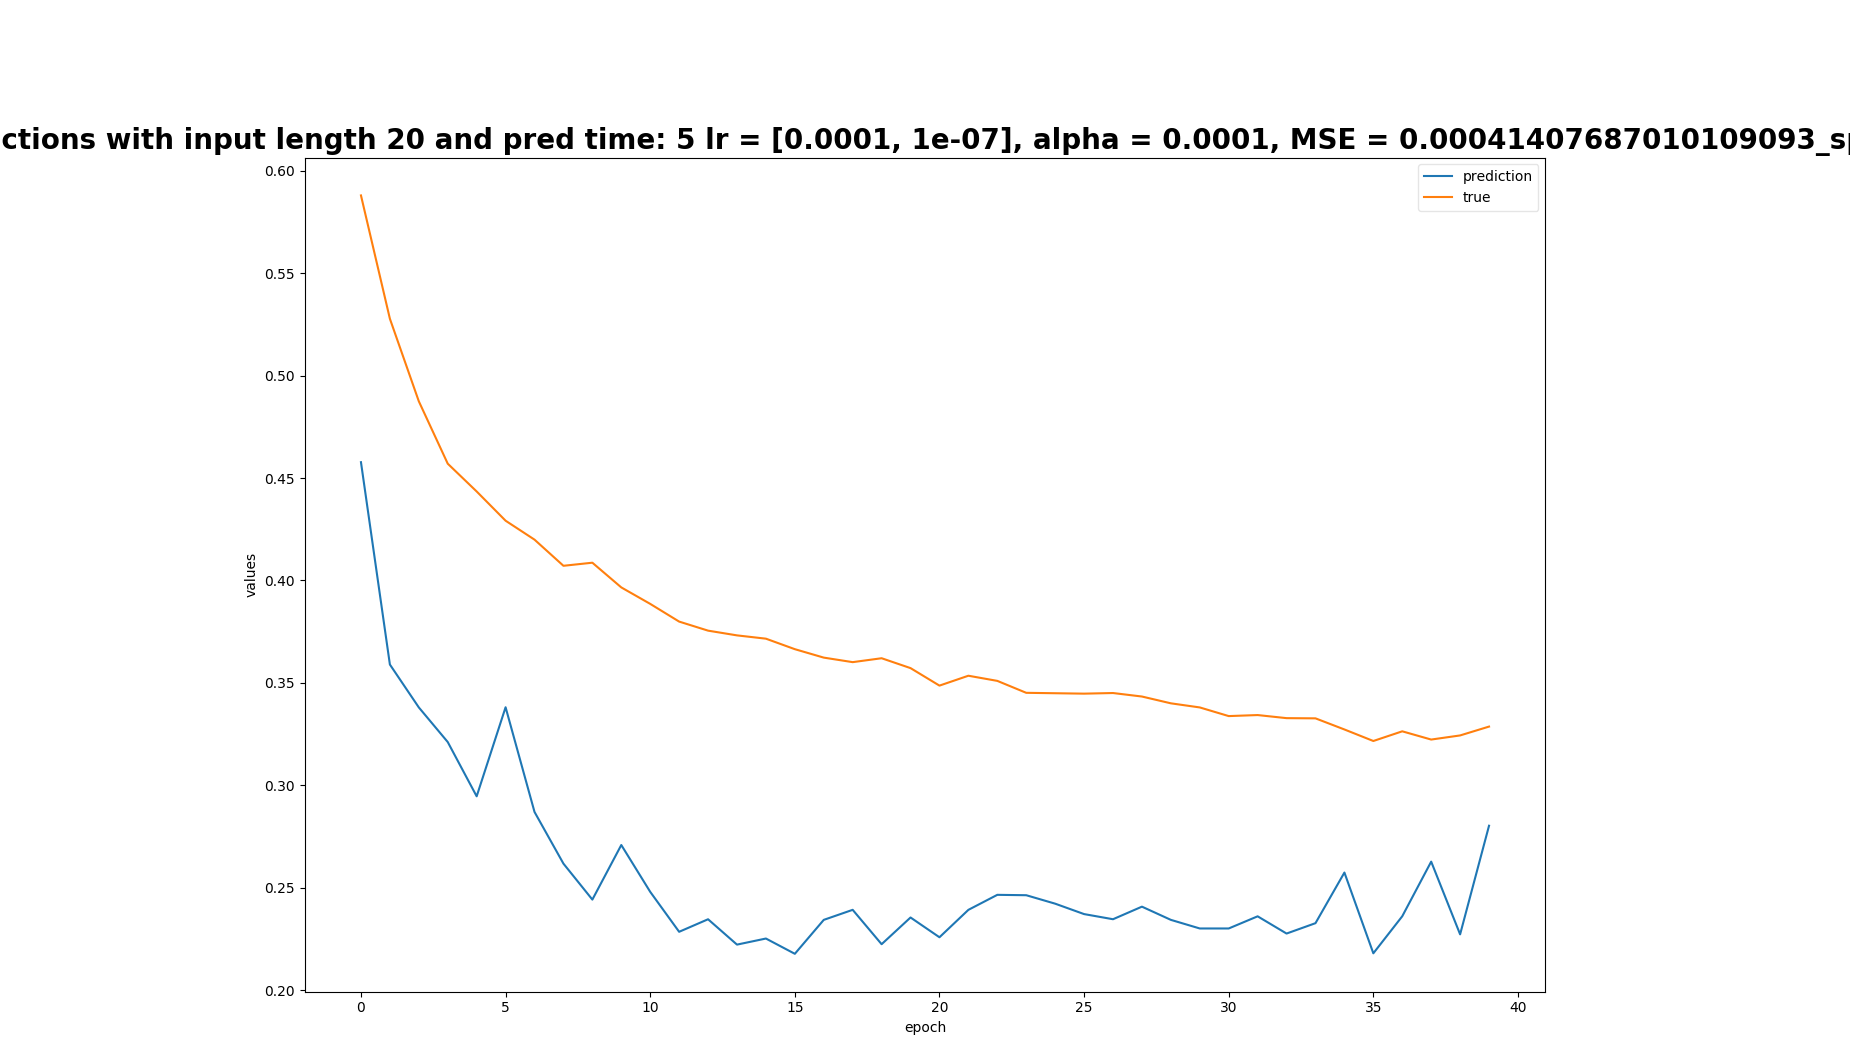 ctions with input length 20 and pred time: 5 lr = [0.0001, 1e-07], alpha = 0.0001, MSE = 0.00041407687010109093_sp
prediction
true
0.60
0.55
0.50
0.45
0.40
0.35
0.30
0.25
0.20
values
0 5 10 15 20 25 30 35 40
epoch